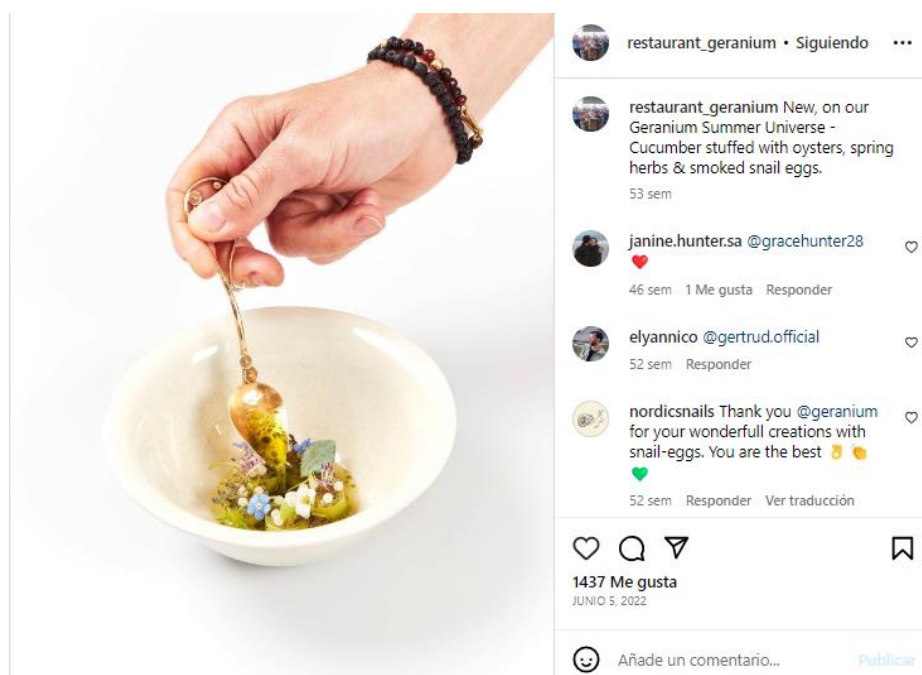 restaurant_geranium • Siguiendo
restaurant_geranium New, on our
Geranium Summer Universe -
Cucumber stuffed with oysters, spring
herbs & smoked snail eggs.
53 sem
janine.hunter.sa @gracehunter28
❤️
46 sem 1 Me gusta Responder
elyannico @gertrud.official
52 sem Responder
nordicsnails Thank you @geranium
for your wonderfull creations with
snail-eggs. You are the best 👌 👏
💚
52 sem Responder Ver traducción
1437 Me gusta
JUNIO 5, 2022
Añade un comentario... Publicar